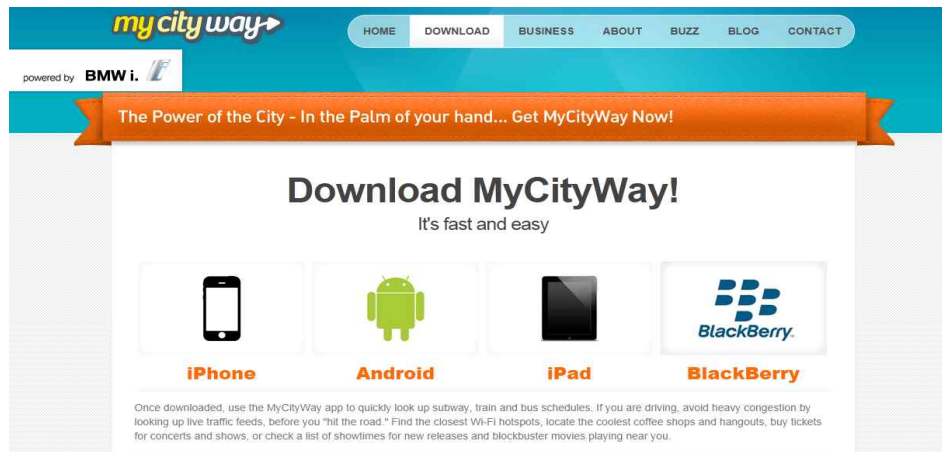 my city way
HOME DOWNLOAD BUSINESS ABOUT BUZZ BLOG CONTACT
powered by BMW i.
The Power of the City - In the Palm of your hand... Get MyCityWay Now!
Download MyCityWay!
It's fast and easy
BlackBerry
iPhone Android iPad BlackBerry
Once downloaded, use the MyCityWay app to quickly look up subway, train and bus schedules. If you are driving, avoid heavy congestion by
looking up live traffic feeds, before you "hit the road." Find the closest Wi-Fi hotspots, locate the coolest coffee shops and hangouts, buy tickets
for concerts and shows, or check a list of showtimes for new releases and blockbuster movies playing near you.